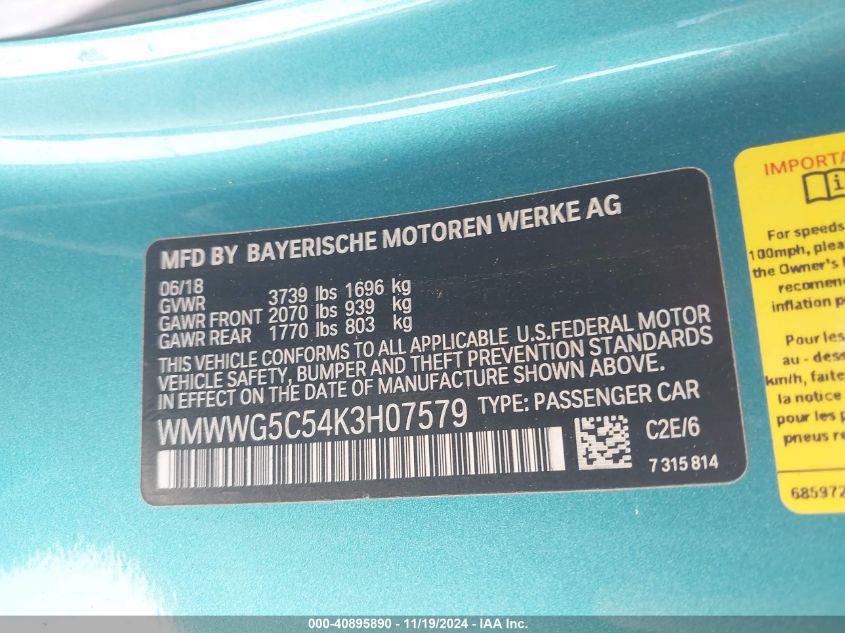 MFD BY BAYERISCHE MOTOREN WERKE AG
06/18
GVWR 3739 lbs 1696 kg
GAWR FRONT 2070 lbs 939 kg
GAWR REAR 1770 lbs 803 kg
THIS VEHICLE CONFORMS TO ALL APPLICABLE U.S.FEDERAL MOTOR
VEHICLE SAFETY, BUMPER AND THEFT PREVENTION STANDARDS
IN EFFECT ON THE DATE OF MANUFACTURE SHOWN ABOVE.
WMWWG5C54K3H07579 TYPE: PASSENGER CAR
C2E/6
7 315 814
IMPORTA
i
For speeds
100mph, plea
the Owner's
recomen
inflation p
Pour les
au - dess
km/h, faite
la notice
pour les p
pneus re
685972
000-40895890 - 11/19/2024 - IAA Inc.